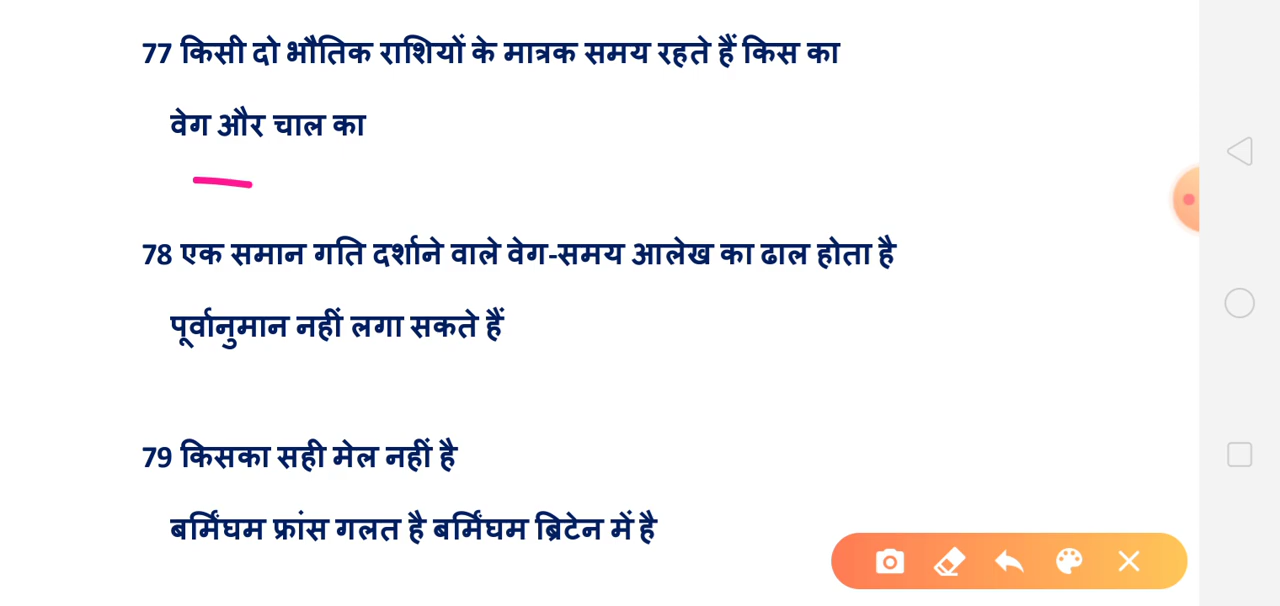 77 किसी दो भौतिक राशियों के मात्रक समय रहते हैं किस का
वेग और चाल का
78 एक समान गति दर्शाने वाले वेग-समय आलेख का ढाल होता है
पूर्वानुमान नहीं लगा सकते हैं
79 किसका सही मेल नहीं है
बर्मिंघम फ्रांस गलत है बर्मिंघम ब्रिटेन में है